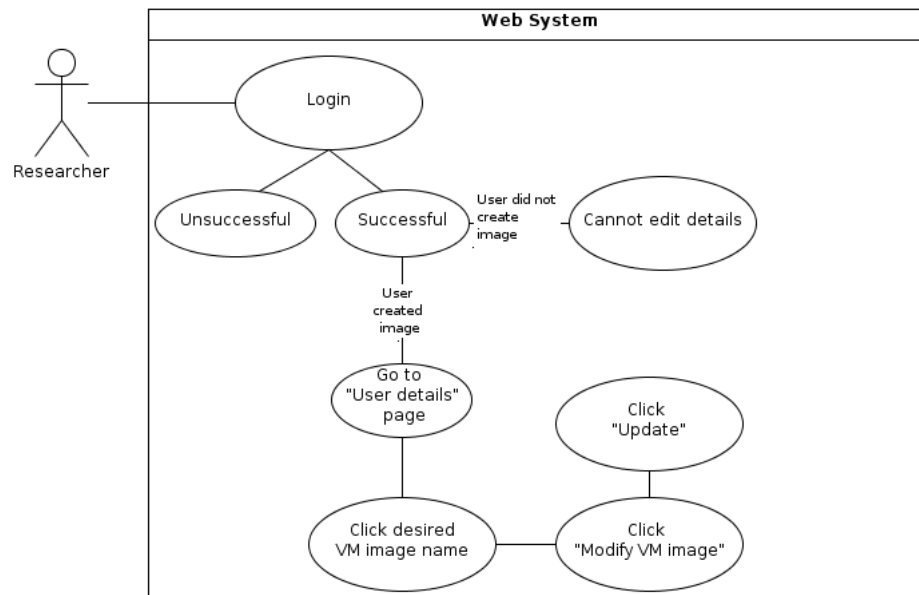 Web System
Login
Researcher
Unsuccessful
Successful
User did not
create
image
Cannot edit details
User
created
image
Go to
"User details"
page
Click
"Update"
Click desired
VM image name
Click
"Modify VM image"